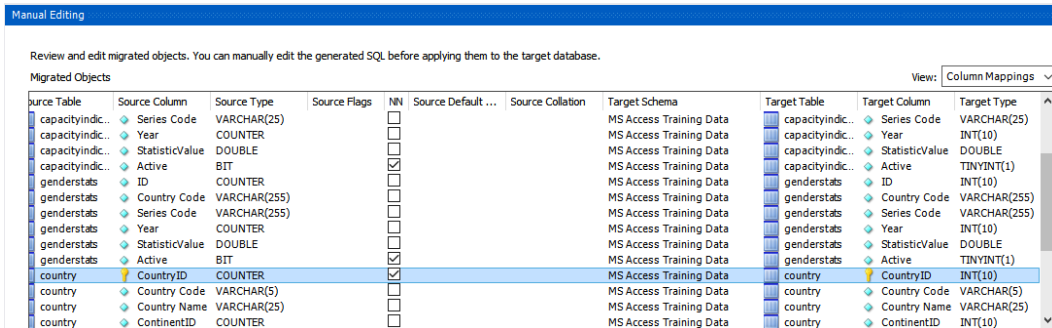 Manual Editing
Review and edit migrated objects. You can manually edit the generated SQL before applying them to the target database.
Migrated Objects View: Column Mappings
ource Table Source Column Source Type Source Flags NN Source Default ... Source Collation Target Schema Target Table Target Column Target Type
capacityindic... Series Code VARCHAR(25) MS Access Training Data capacityindic... Series Code VARCHAR(25)
capacityindic... Year COUNTER MS Access Training Data capacityindic... Year INT(10)
capacityindic... StatisticValue DOUBLE MS Access Training Data capacityindic... StatisticValue DOUBLE
capacityindic... Active BIT MS Access Training Data capacityindic... Active TINYINT(1)
genderstats ID COUNTER MS Access Training Data genderstats ID INT(10)
genderstats Country Code VARCHAR(255) MS Access Training Data genderstats Country Code VARCHAR(255)
genderstats Series Code VARCHAR(255) MS Access Training Data genderstats Series Code VARCHAR(255)
genderstats Year COUNTER MS Access Training Data genderstats Year INT(10)
genderstats StatisticValue DOUBLE MS Access Training Data genderstats StatisticValue DOUBLE
genderstats Active BIT MS Access Training Data genderstats Active TINYINT(1)
country CountryID COUNTER MS Access Training Data country CountryID INT(10)
country Country Code VARCHAR(5) MS Access Training Data country Country Code VARCHAR(5)
country Country Name VARCHAR(25) MS Access Training Data country Country Name VARCHAR(25)
country ContinentID COUNTER MS Access Training Data country ContinentID INT(10)